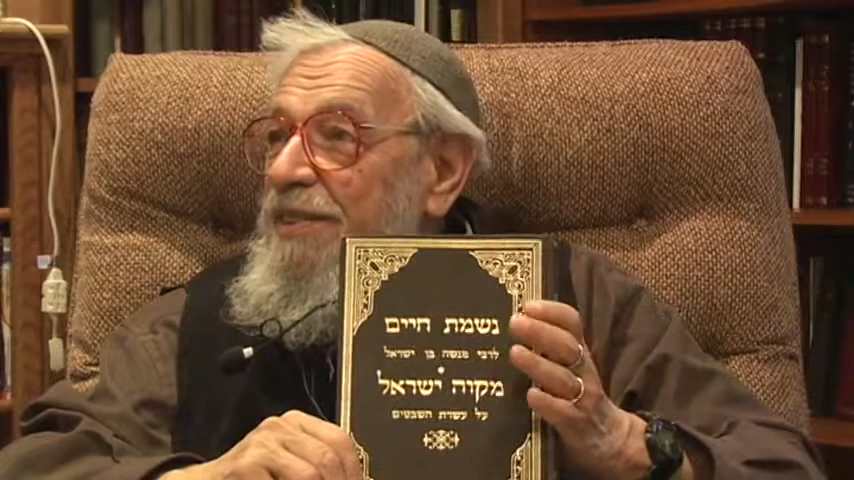 נשמת חיים
לרבי מנשה בן ישראל
מקוה ישראל
על עשרת השבטים